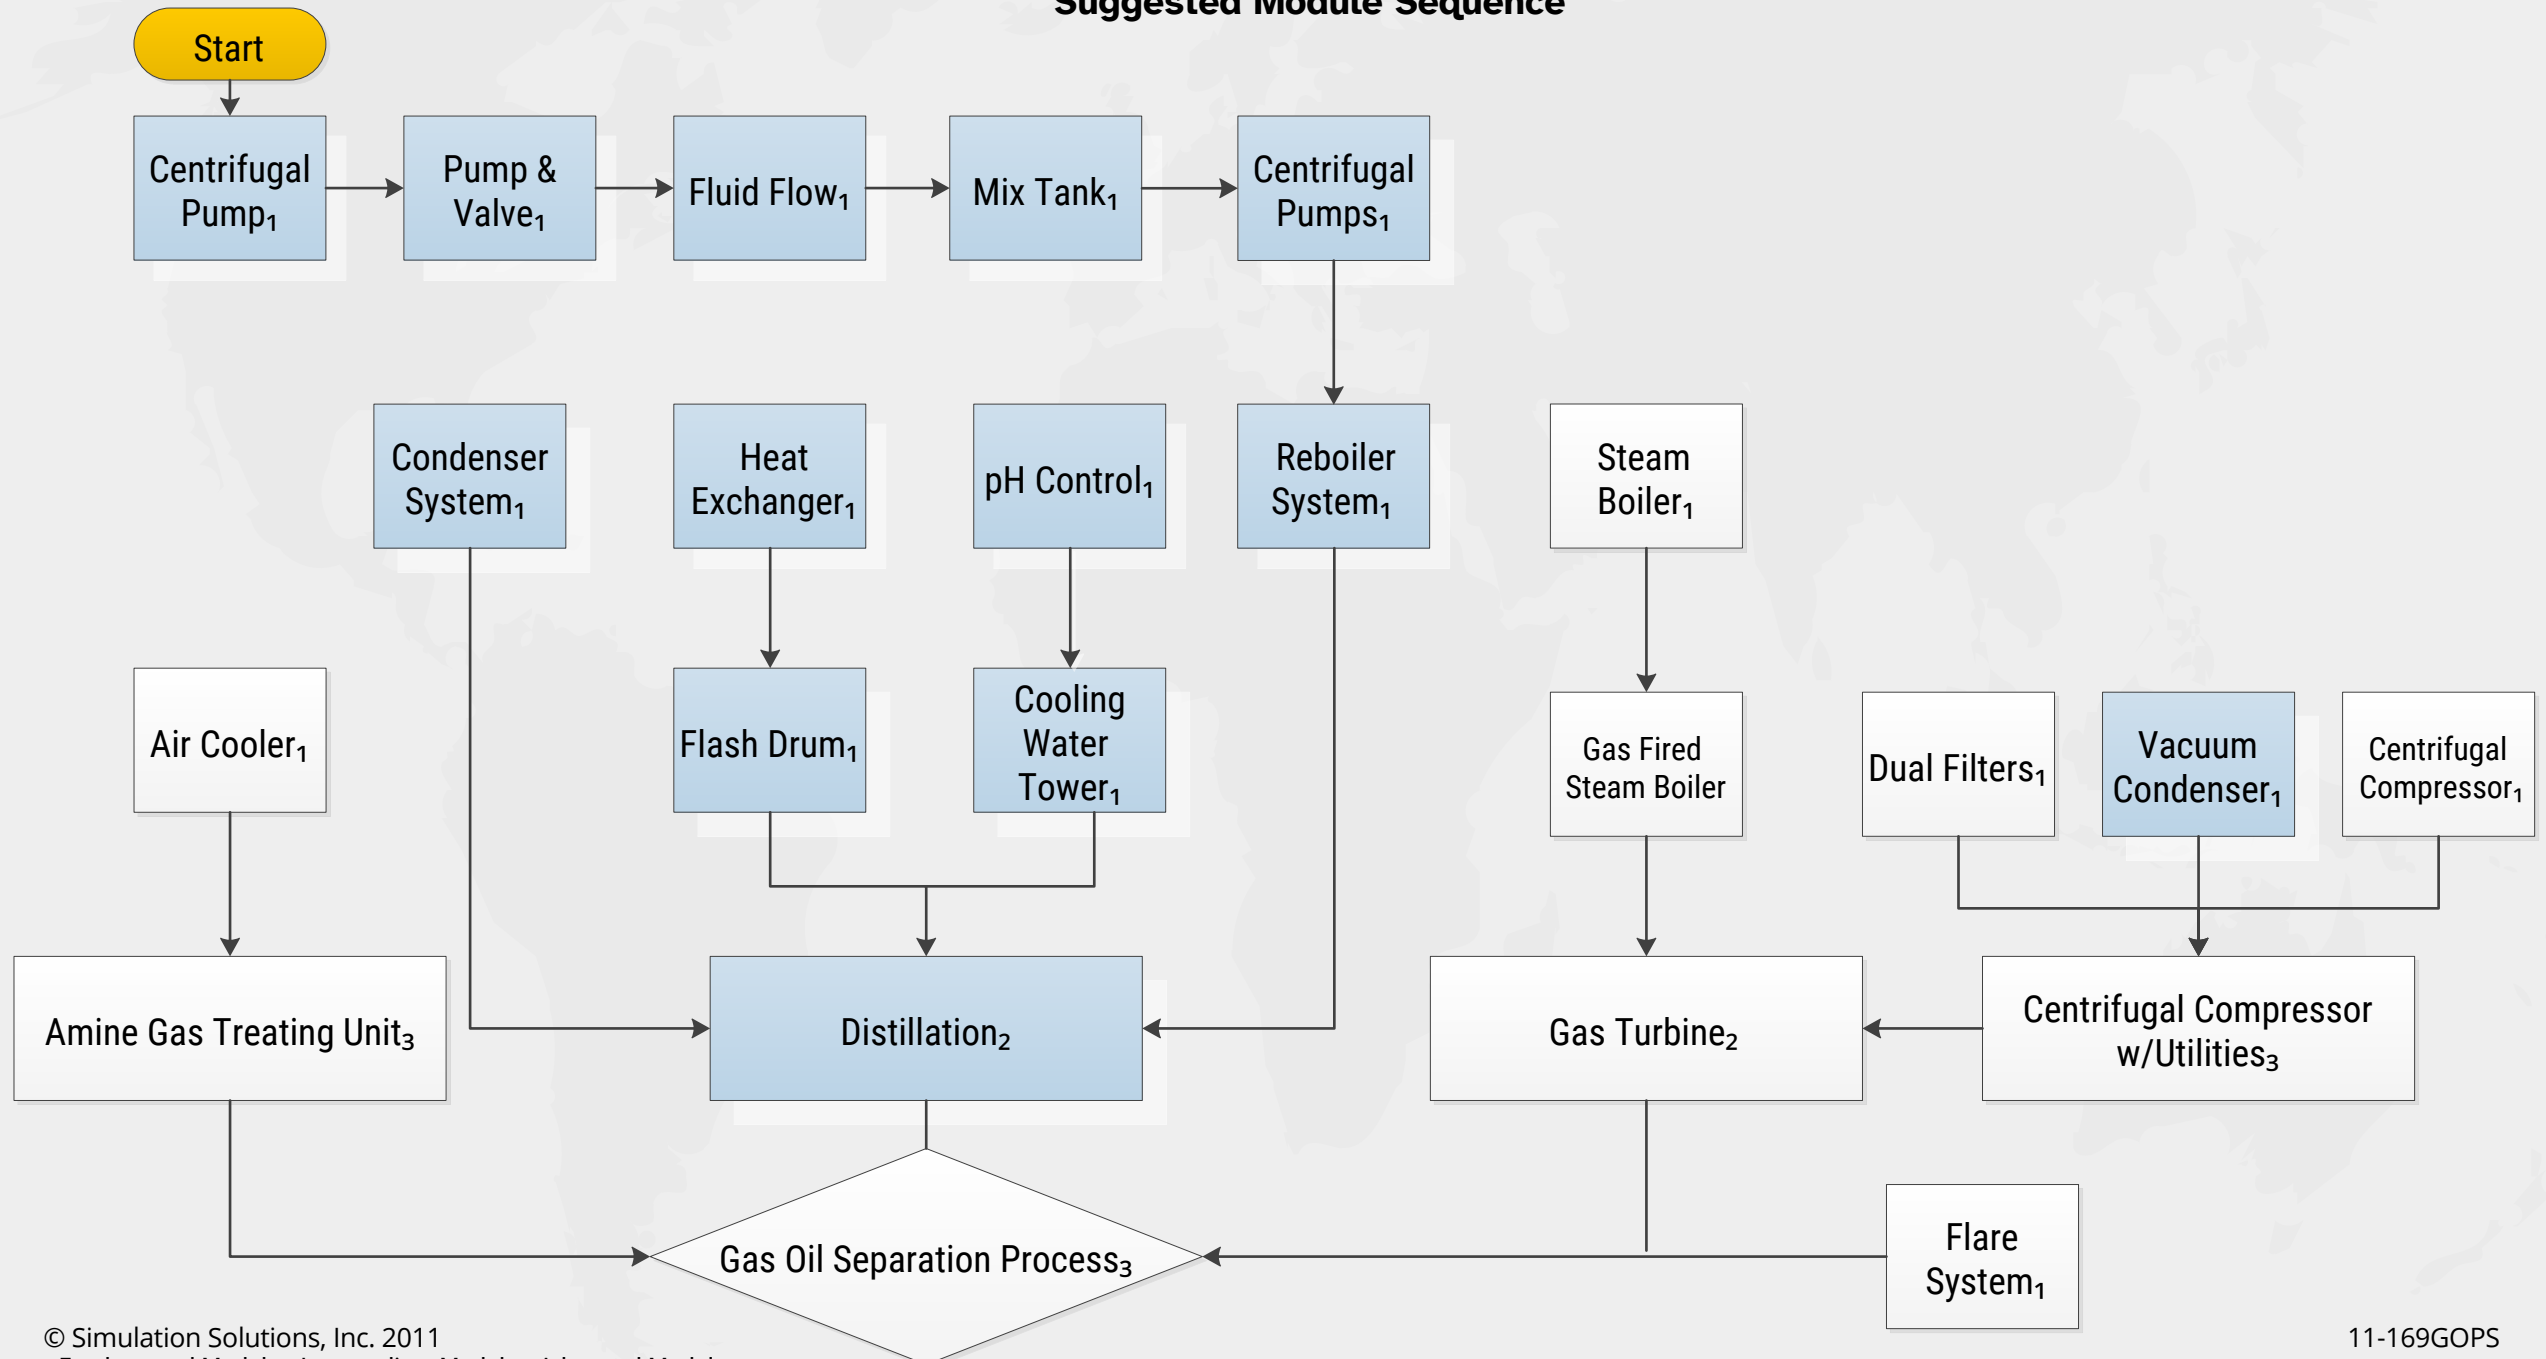 Suggested Module Sequence
Start
Centrifugal
Pump₁
Pump &
Valve₁
Fluid Flow₁
Mix Tank₁
Centrifugal
Pumps₁
Condenser
System₁
Heat
Exchanger₁
pH Control₁
Reboiler
System₁
Steam
Boiler₁
Air Cooler₁
Flash Drum₁
Cooling
Water
Tower₁
Gas Fired
Steam Boiler
Dual Filters₁
Vacuum
Condenser₁
Centrifugal
Compressor₁
Amine Gas Treating Unit₃
Distillation₂
Gas Turbine₂
Centrifugal Compressor
w/Utilities₃
Gas Oil Separation Process₃
Flare
System₁
© Simulation Solutions, Inc. 2011
11-169GOPS